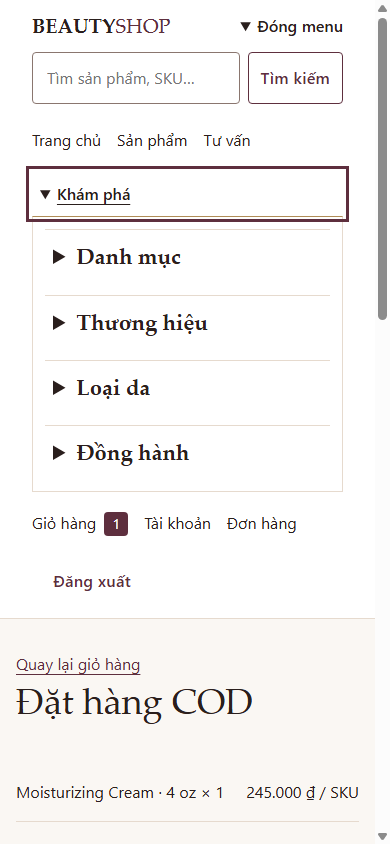 BEAUTYSHOP
▼ Đóng menu
Tìm sản phẩm, SKU...
Tìm kiếm
Trang chủ Sản phẩm Tư vấn
▼ Khám phá
▶ Danh mục
▶ Thương hiệu
▶ Loại da
▶ Đồng hành
Giỏ hàng 1 Tài khoản Đơn hàng
Đăng xuất
Quay lại giỏ hàng
Đặt hàng COD
Moisturizing Cream · 4 oz × 1 245.000 ₫ / SKU